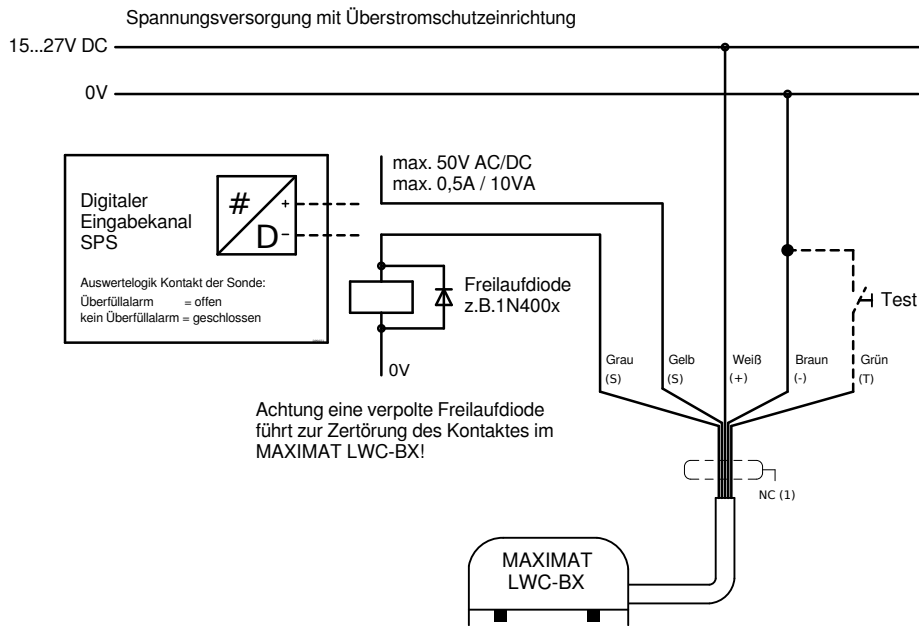 Spannungsversorgung mit Überstromschutzeinrichtung
15...27V DC
0V
max. 50V AC/DC
max. 0,5A / 10VA
Digitaler
Eingabekanal
SPS
#
D
+
-
Auswertelogik Kontakt der Sonde:
Überfüllalarm = offen
kein Überfüllalarm = geschlossen
Freilaufdiode
z.B.1N400x
0V
Test
Grau
(S)
Gelb
(S)
Weiß
(+)
Braun
(-)
Grün
(T)
Achtung eine verpolte Freilaufdiode
führt zur Zertörung des Kontaktes im
MAXIMAT LWC-BX!
NC (1)
MAXIMAT
LWC-BX